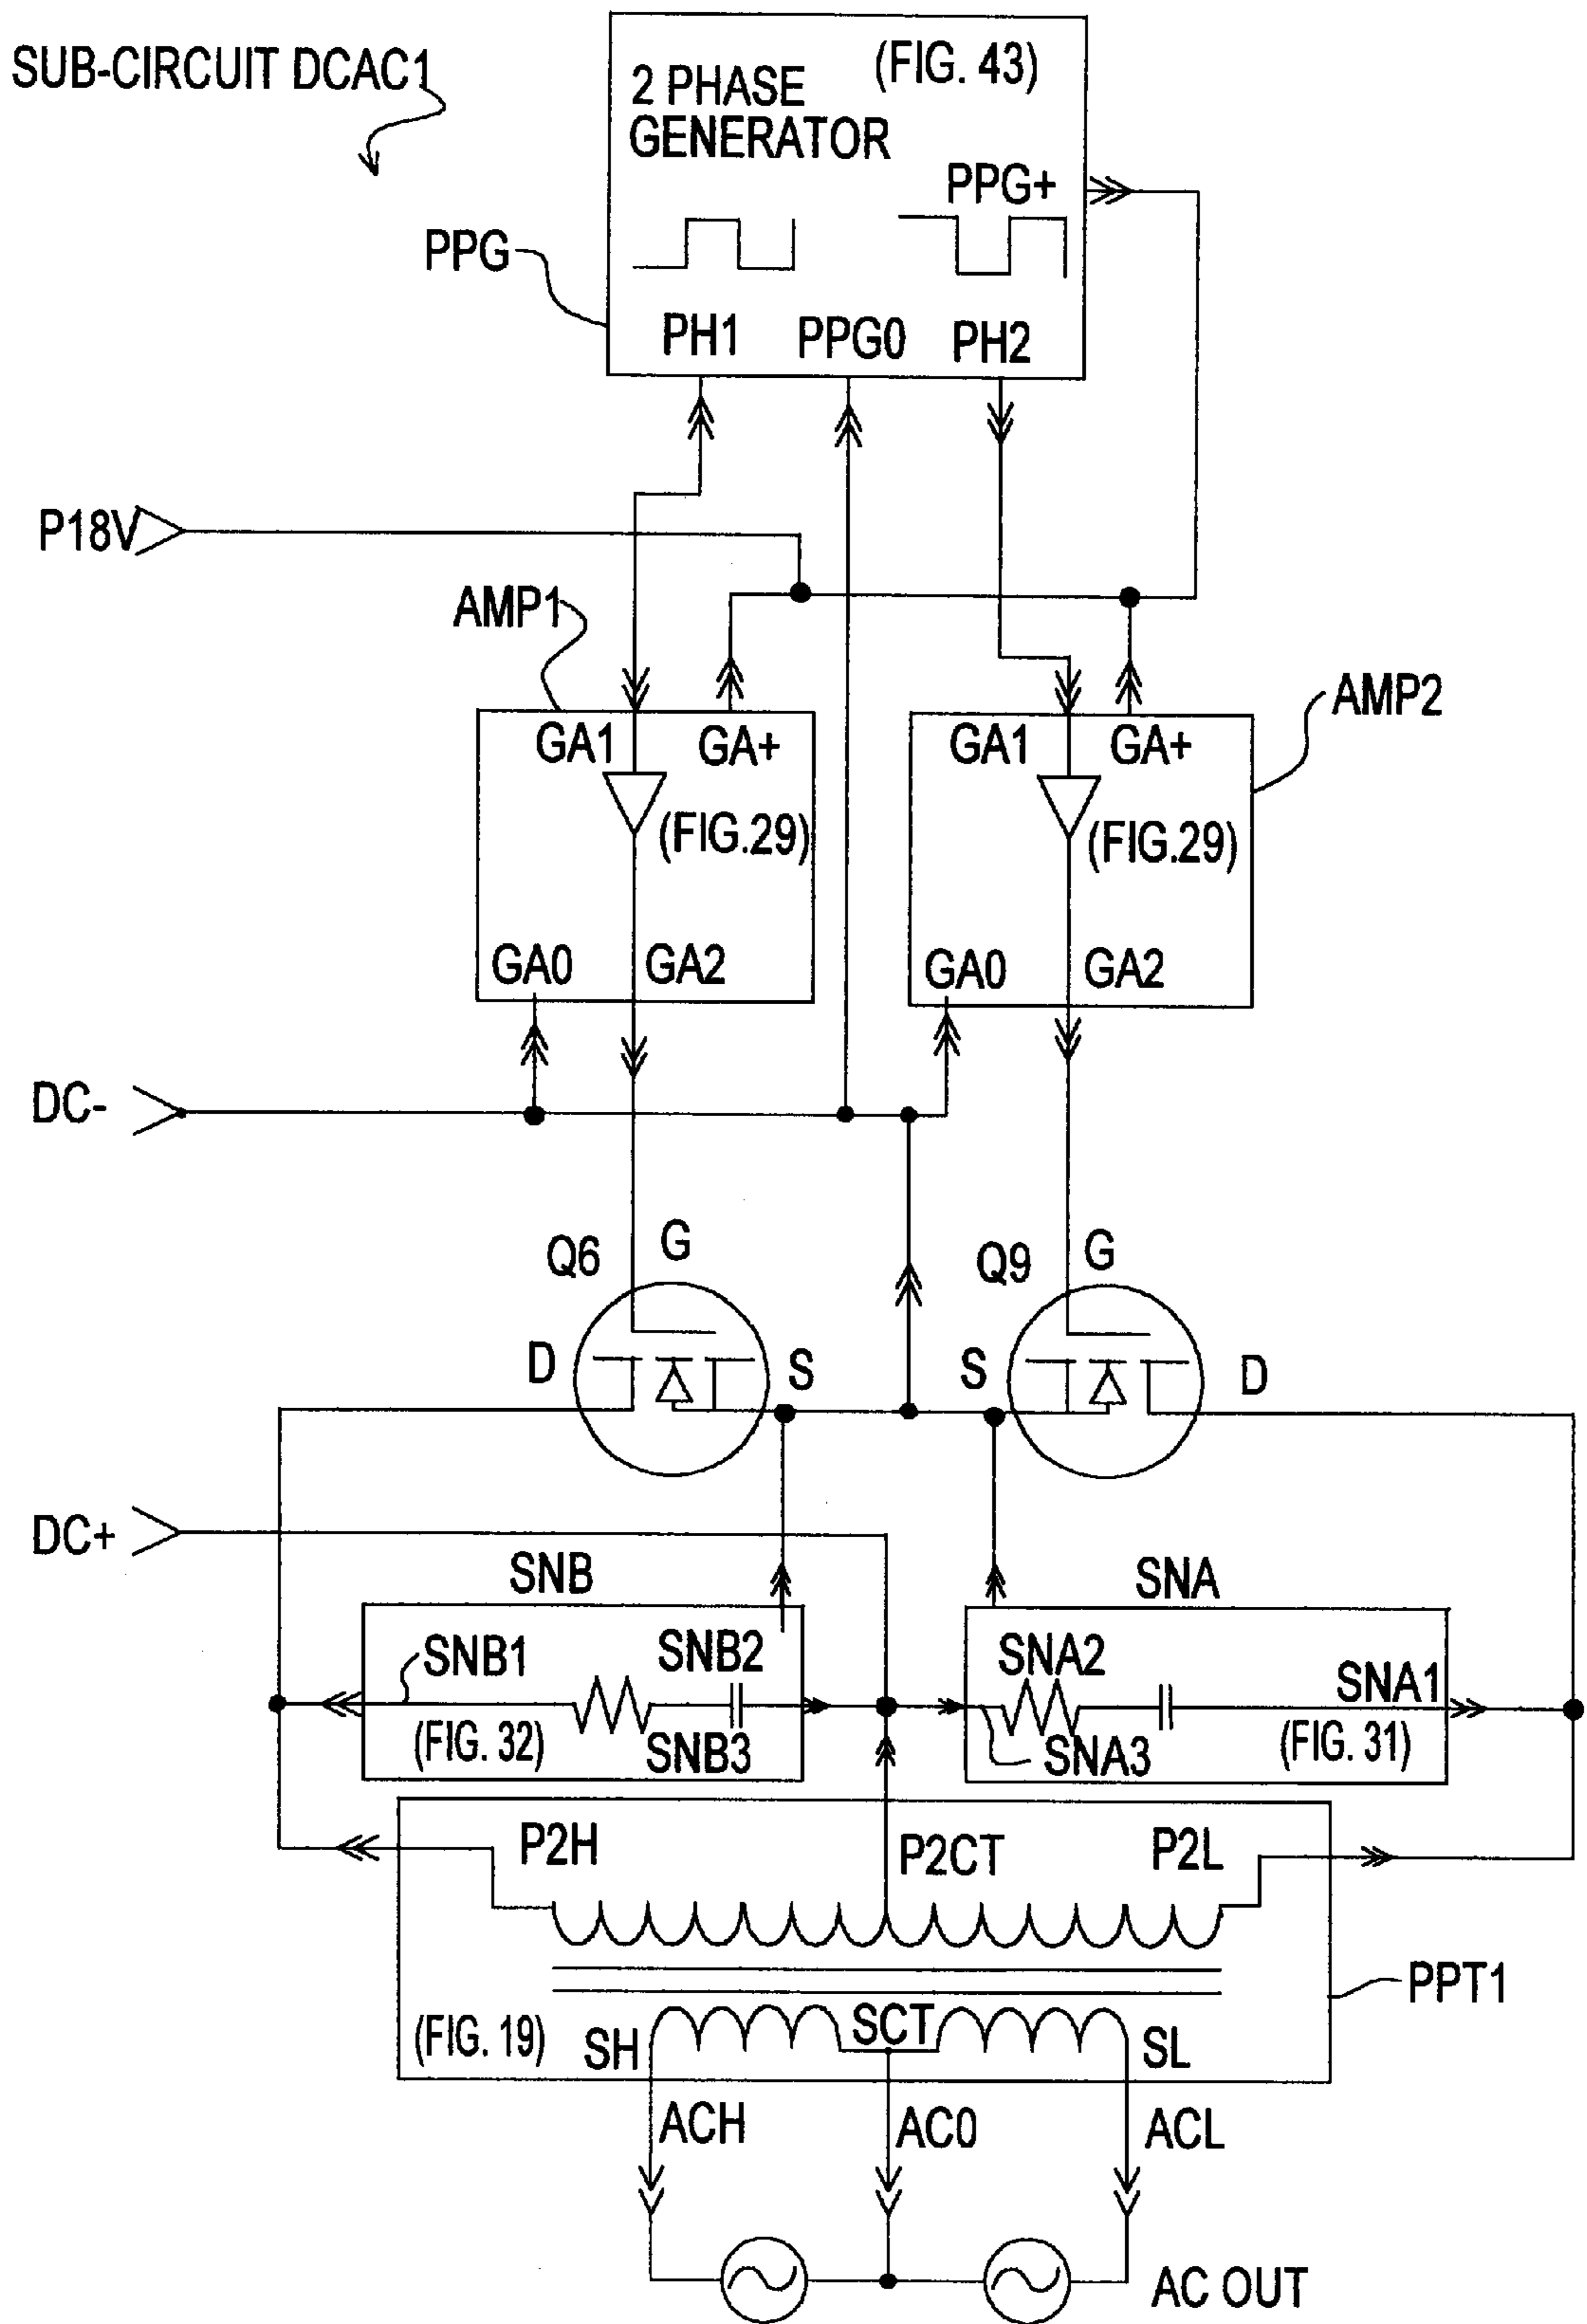 SUB-CIRCUIT DCAC1
(FIG. 43)
2 PHASE
GENERATOR
PPG+
PPG
PH1
PPG0
PH2
P18V
AMP1
AMP2
GA1
GA+
GA1
GA+
(FIG.29)
(FIG.29)
GA0
GA2
GA0
GA2
DC-
Q6
G
Q9
G
D
S
S
D
DC+
SNB
SNA
SNB1
SNB2
SNA2
SNA1
(FIG. 32)
SNB3
SNA3
(FIG. 31)
P2H
P2CT
P2L
PPT1
(FIG. 19)
SH
SCT
SL
ACH
AC0
ACL
AC OUT